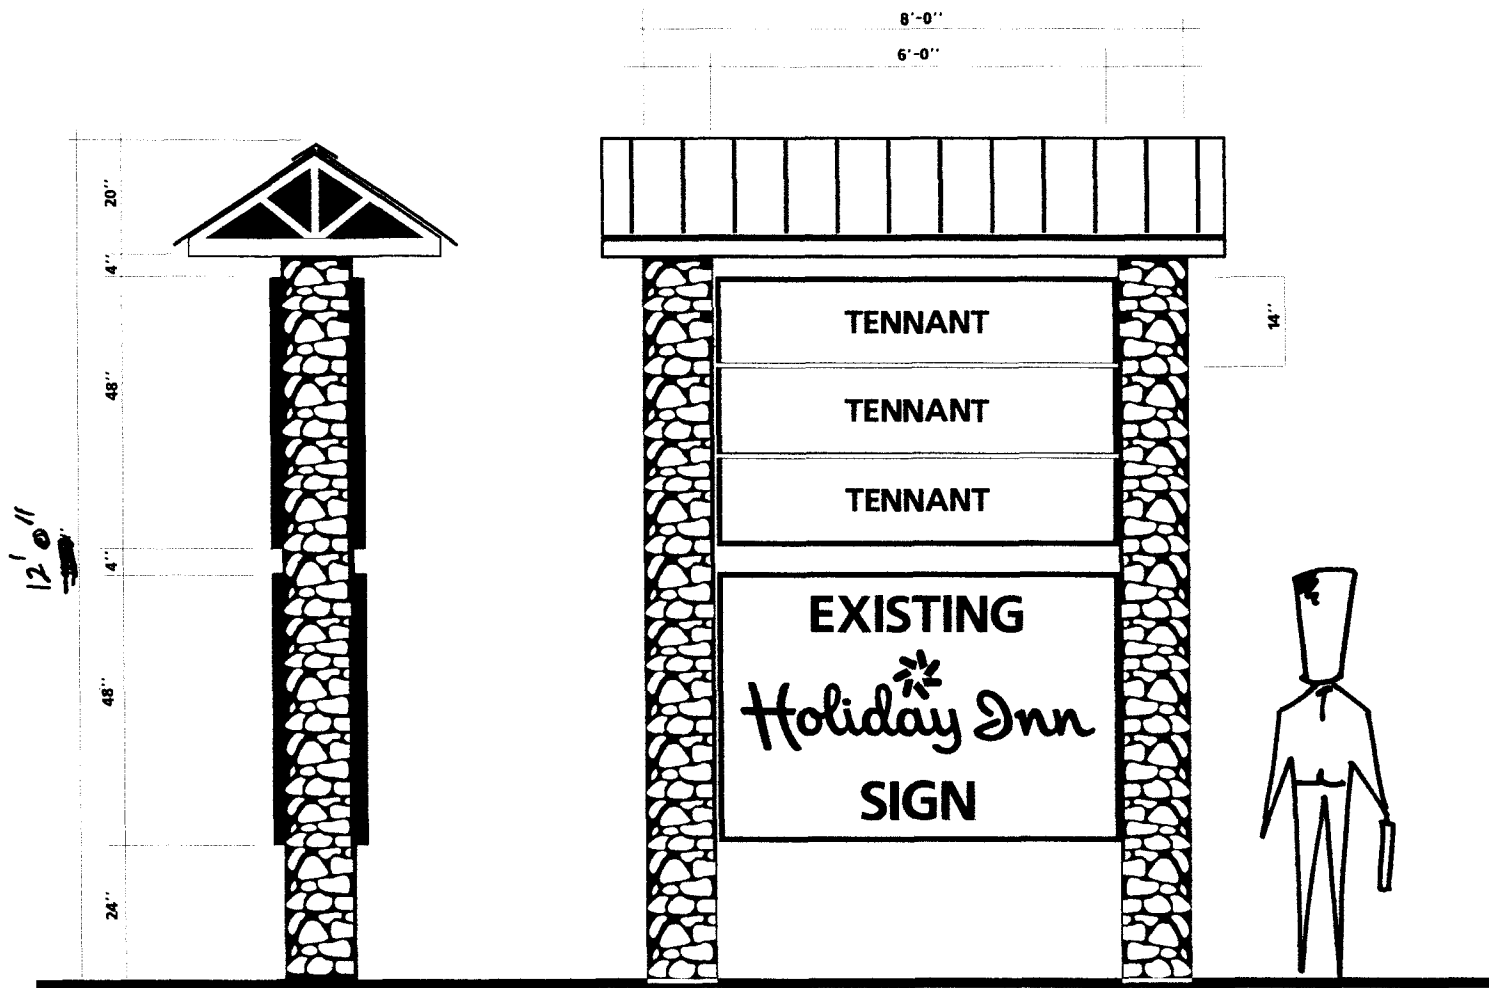 8'-0''
6'-0''
20''
4''
48''
4''
48''
24''
12' 0"
14''
TENNANT
TENNANT
TENNANT
EXISTING
Holiday Inn
SIGN